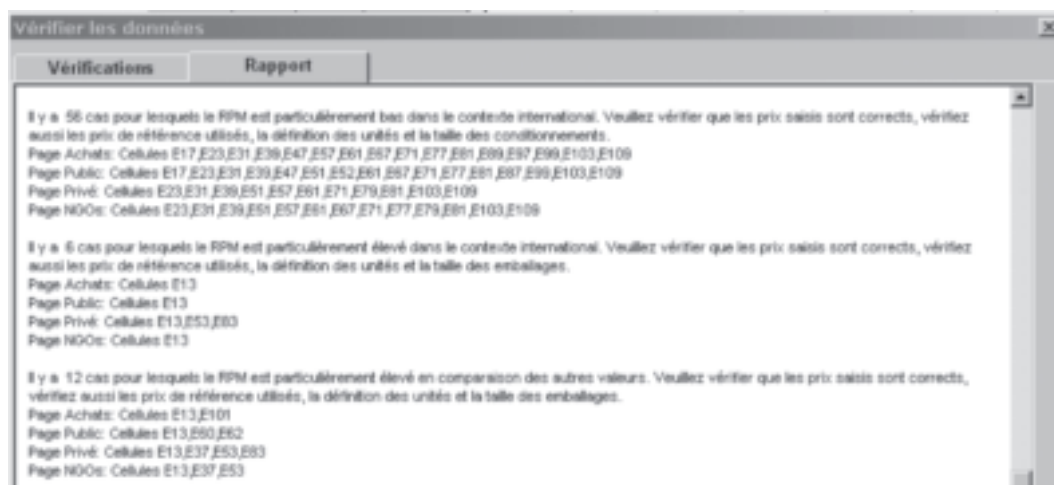 Vérifier les données
Vérifications Rapport
Il y a 56 cas pour lesquels le RPM est particulièrement bas dans le contexte international. Veuillez vérifier que les prix saisis sont corrects, vérifiez
aussi les prix de référence utilisés, la définition des unités et la taille des conditionnements.
Page Achats: Cellules E17,E23,E31,E39,E47,E57,E61,E67,E71,E77,E81,E89,E97,E99,E103,E109
Page Public: Cellules E17,E23,E31,E39,E47,E51,E52,E61,E67,E71,E77,E81,E87,E99,E103,E109
Page Privé: Cellules E23,E31,E39,E51,E57,E61,E71,E79,E81,E103,E109
Page NGOs: Cellules E23,E31,E39,E51,E57,E61,E67,E71,E77,E79,E81,E103,E109
Il y a 6 cas pour lesquels le RPM est particulièrement élevé dans le contexte international. Veuillez vérifier que les prix saisis sont corrects, vérifiez
aussi les prix de référence utilisés, la définition des unités et la taille des emballages.
Page Achats: Cellules E13
Page Public: Cellules E13
Page Privé: Cellules E13,E53,E83
Page NGOs: Cellules E13
Il y a 12 cas pour lesquels le RPM est particulièrement élevé en comparaison des autres valeurs. Veuillez vérifier que les prix saisis sont corrects,
vérifiez aussi les prix de référence utilisés, la définition des unités et la taille des emballages.
Page Achats: Cellules E13,E101
Page Public: Cellules E13,E60,E62
Page Privé: Cellules E13,E37,E53,E83
Page NGOs: Cellules E13,E37,E53